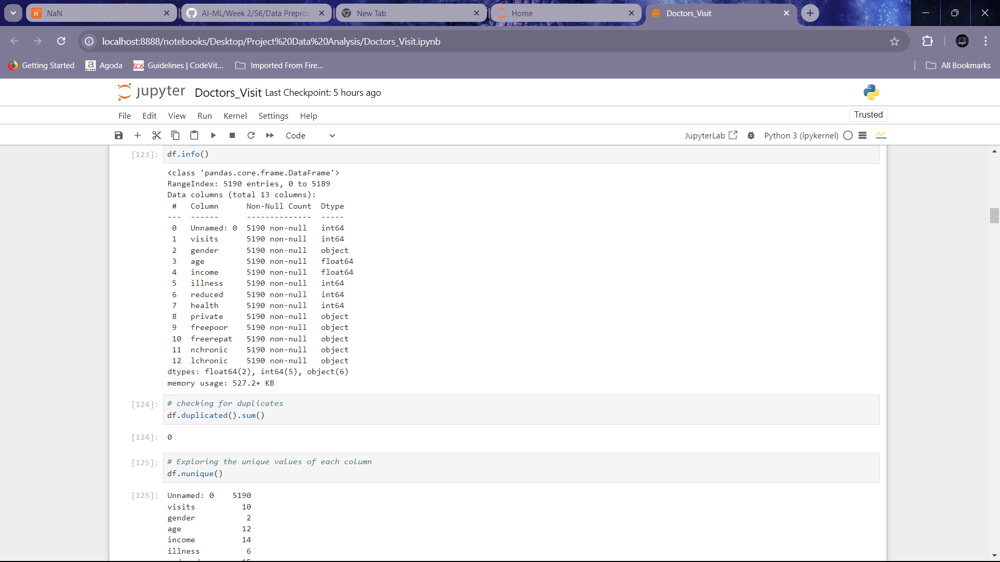 NaN
AI-ML/Week 2/S6/Data Preproc
New Tab
Home
Doctors_Visit
localhost:8888/notebooks/Desktop/Project%20Data%20Analysis/Doctors_Visit.ipynb
Getting Started
Agoda
Guidelines | CodeVit...
Imported From Fire...
All Bookmarks
jupyter Doctors_Visit Last Checkpoint: 5 hours ago
File Edit View Run Kernel Settings Help
Trusted
Code
JupyterLab
Python 3 (ipykernel)
[123]: df.info()
<class 'pandas.core.frame.DataFrame'>
RangeIndex: 5190 entries, 0 to 5189
Data columns (total 13 columns):
 #   Column      Non-Null Count  Dtype
---  ------      --------------  -----
 0   Unnamed: 0  5190 non-null   int64
 1   visits      5190 non-null   int64
 2   gender      5190 non-null   object
 3   age         5190 non-null   float64
 4   income      5190 non-null   float64
 5   illness     5190 non-null   int64
 6   reduced     5190 non-null   int64
 7   health      5190 non-null   int64
 8   private     5190 non-null   object
 9   freepoor    5190 non-null   object
 10  freerepat   5190 non-null   object
 11  nchronic    5190 non-null   object
 12  lchronic    5190 non-null   object
dtypes: float64(2), int64(5), object(6)
memory usage: 527.2+ KB
[124]: # checking for duplicates
df.duplicated().sum()
[124]: 0
[125]: # Exploring the unique values of each column
df.nunique()
[125]: Unnamed: 0    5190
visits          10
gender           2
age             12
income          14
illness          6